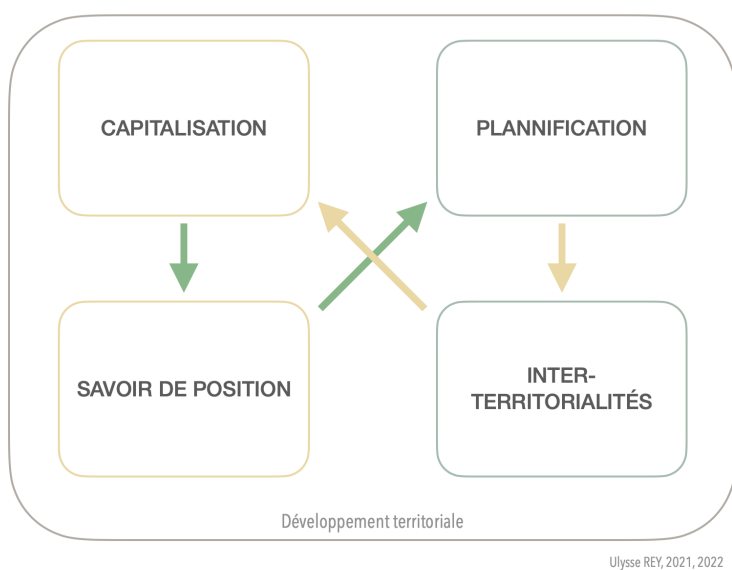 CAPITALISATION
PLANNIFICATION
SAVOIR DE POSITION
INTER-
TERRITORIALITÉS
Développement territoriale
Ulysse REY, 2021, 2022